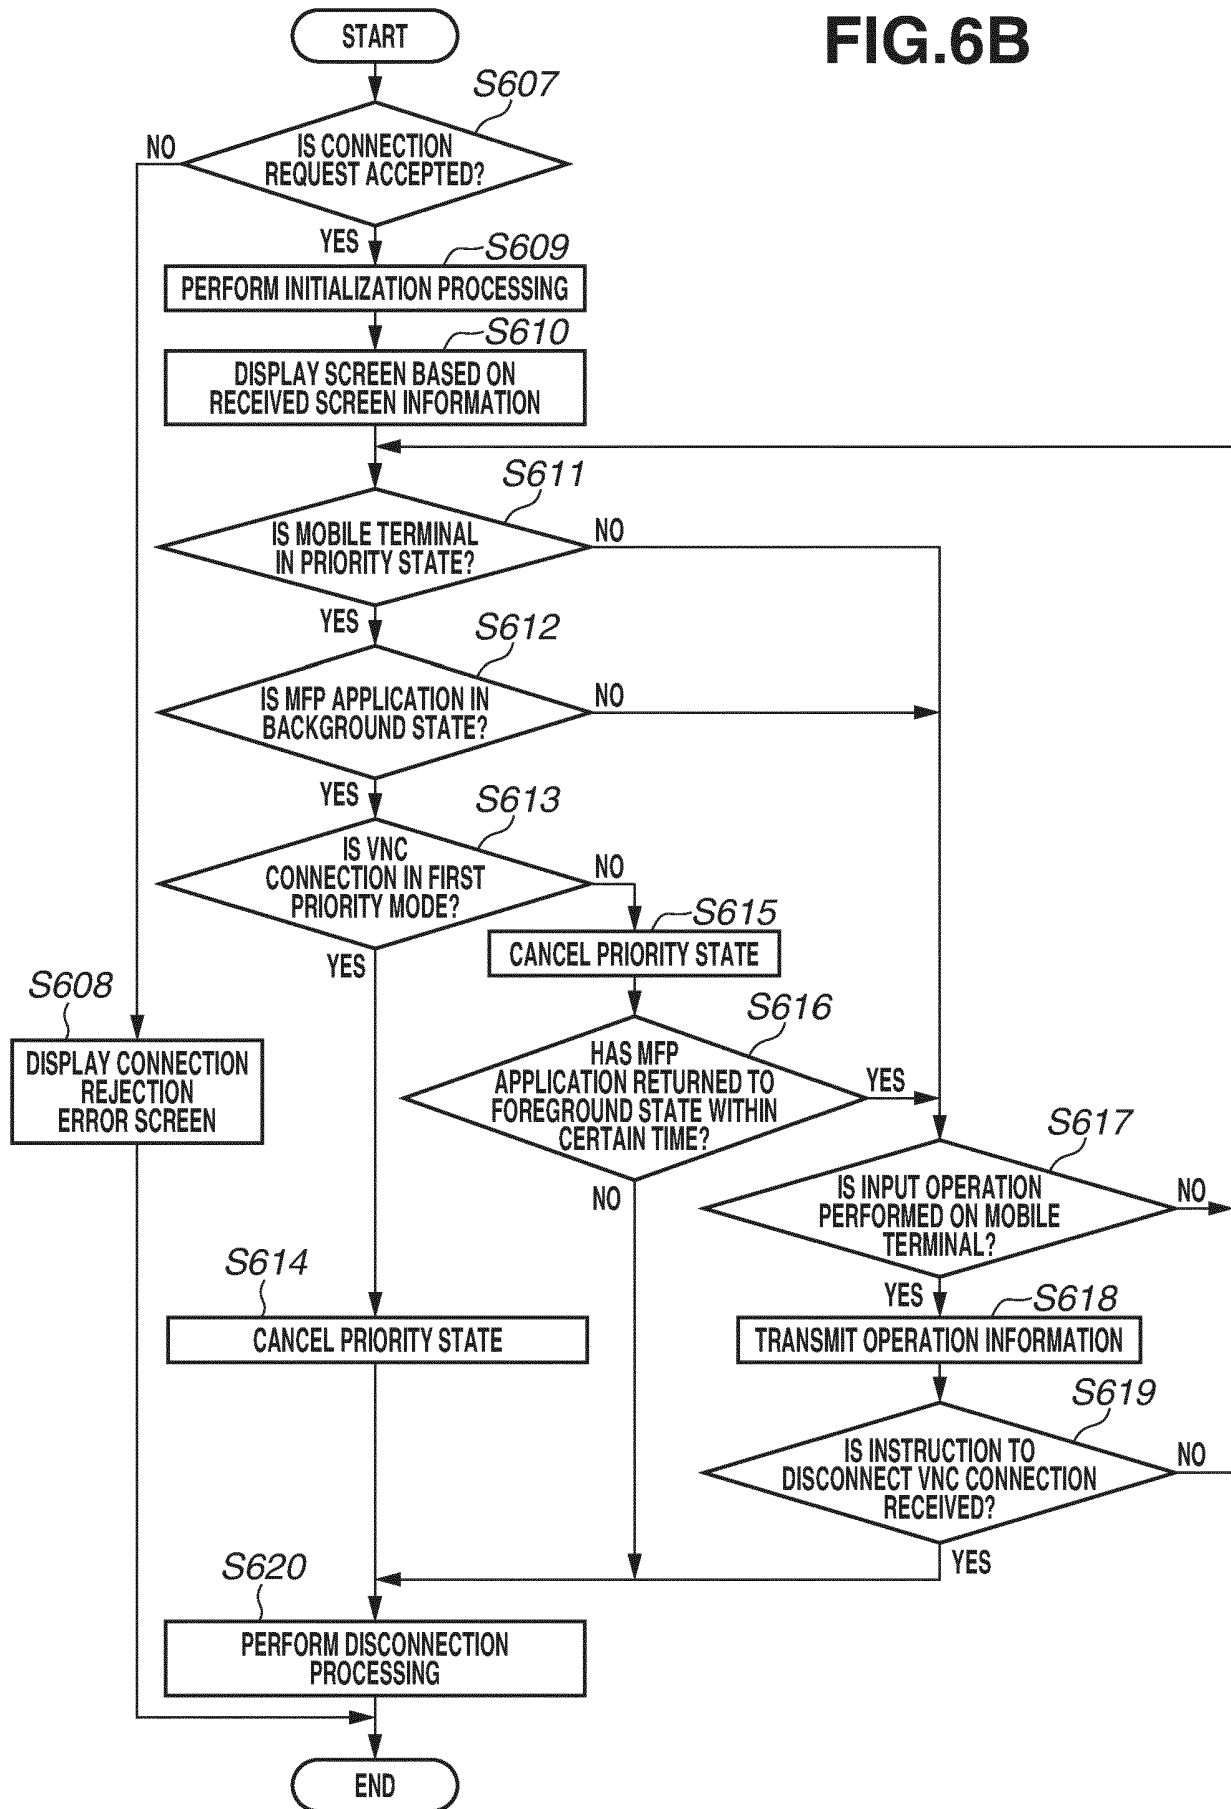 FIG.6B
START
S607
IS CONNECTION
REQUEST ACCEPTED?
NO
YES
S609
PERFORM INITIALIZATION PROCESSING
S610
DISPLAY SCREEN BASED ON
RECEIVED SCREEN INFORMATION
S611
IS MOBILE TERMINAL
IN PRIORITY STATE?
NO
YES
S612
IS MFP APPLICATION IN
BACKGROUND STATE?
NO
YES
S613
IS VNC
CONNECTION IN FIRST
PRIORITY MODE?
NO
YES
S615
CANCEL PRIORITY STATE
S608
DISPLAY CONNECTION
REJECTION
ERROR SCREEN
S616
HAS MFP
APPLICATION RETURNED TO
FOREGROUND STATE WITHIN
CERTAIN TIME?
YES
NO
S617
IS INPUT OPERATION
PERFORMED ON MOBILE
TERMINAL?
NO
YES
S614
CANCEL PRIORITY STATE
S618
TRANSMIT OPERATION INFORMATION
S619
IS INSTRUCTION TO
DISCONNECT VNC CONNECTION
RECEIVED?
NO
YES
S620
PERFORM DISCONNECTION
PROCESSING
END